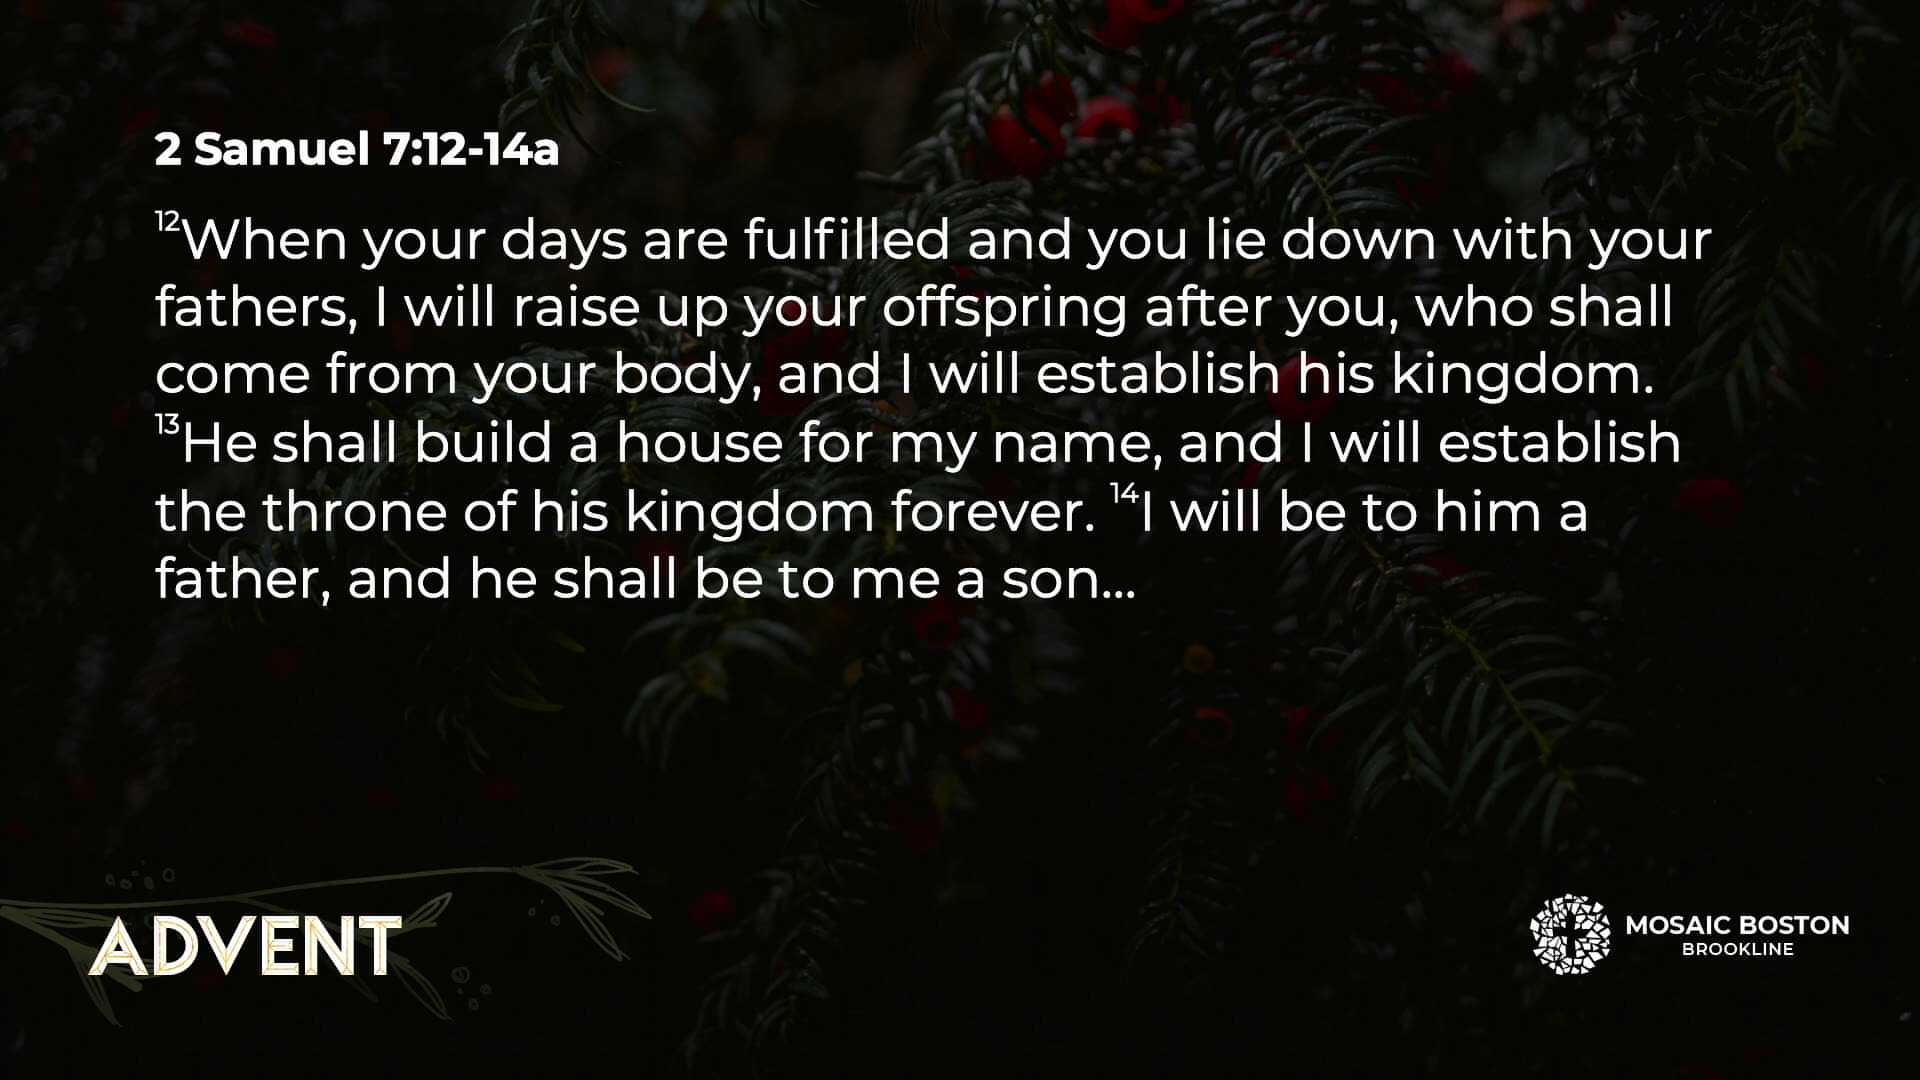 2 Samuel 7:12-14a
12When your days are fulfilled and you lie down with your
fathers, I will raise up your offspring after you, who shall
come from your body, and I will establish his kingdom.
13He shall build a house for my name, and I will establish
the throne of his kingdom forever. 14I will be to him a
father, and he shall be to me a son...
ADVENT
MOSAIC BOSTON
BROOKLINE